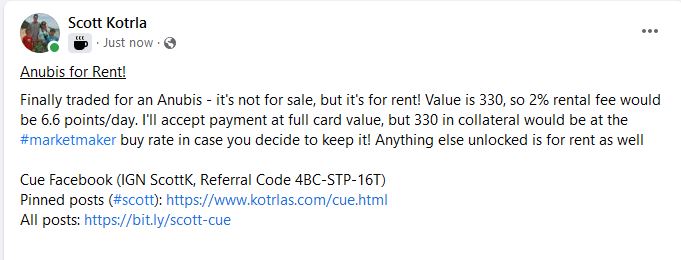 Scott Kotrla
· Just now ·
Anubis for Rent!
Finally traded for an Anubis - it's not for sale, but it's for rent! Value is 330, so 2% rental fee would
be 6.6 points/day. I'll accept payment at full card value, but 330 in collateral would be at the
#marketmaker buy rate in case you decide to keep it! Anything else unlocked is for rent as well
Cue Facebook (IGN ScottK, Referral Code 4BC-STP-16T)
Pinned posts (#scott): https://www.kotrlas.com/cue.html
All posts: https://bit.ly/scott-cue